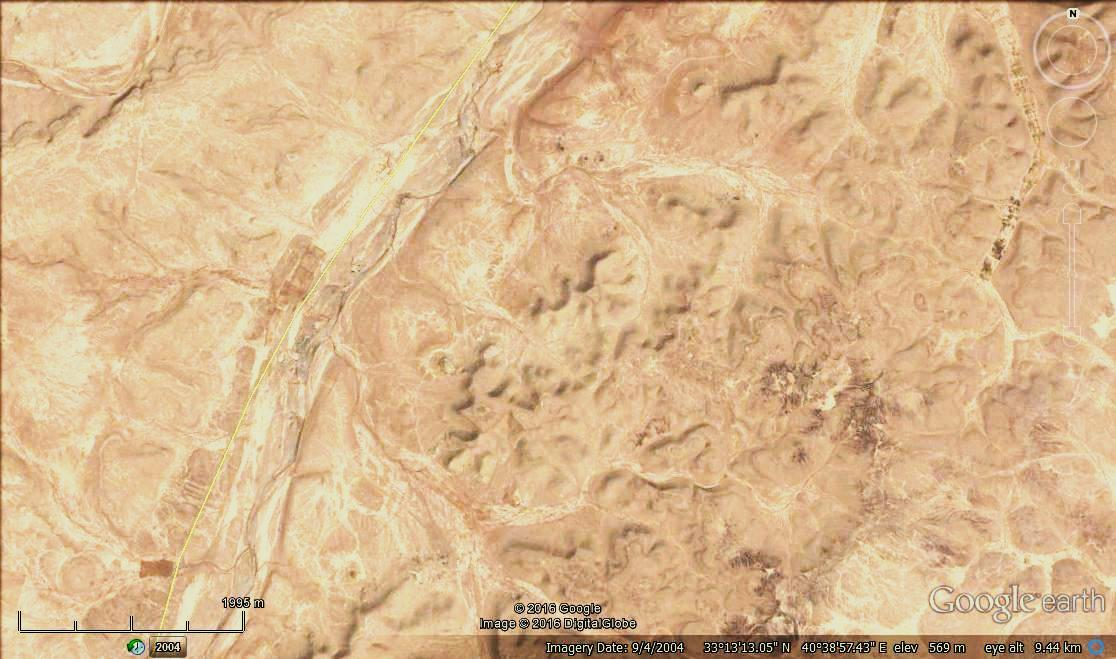 N
1995 m
© 2016 Google
Image © 2016 DigitalGlobe
Google earth
2004
Imagery Date: 9/4/2004 33°13'13.05" N 40°38'57.43" E elev 569 m eye alt 9.44 km